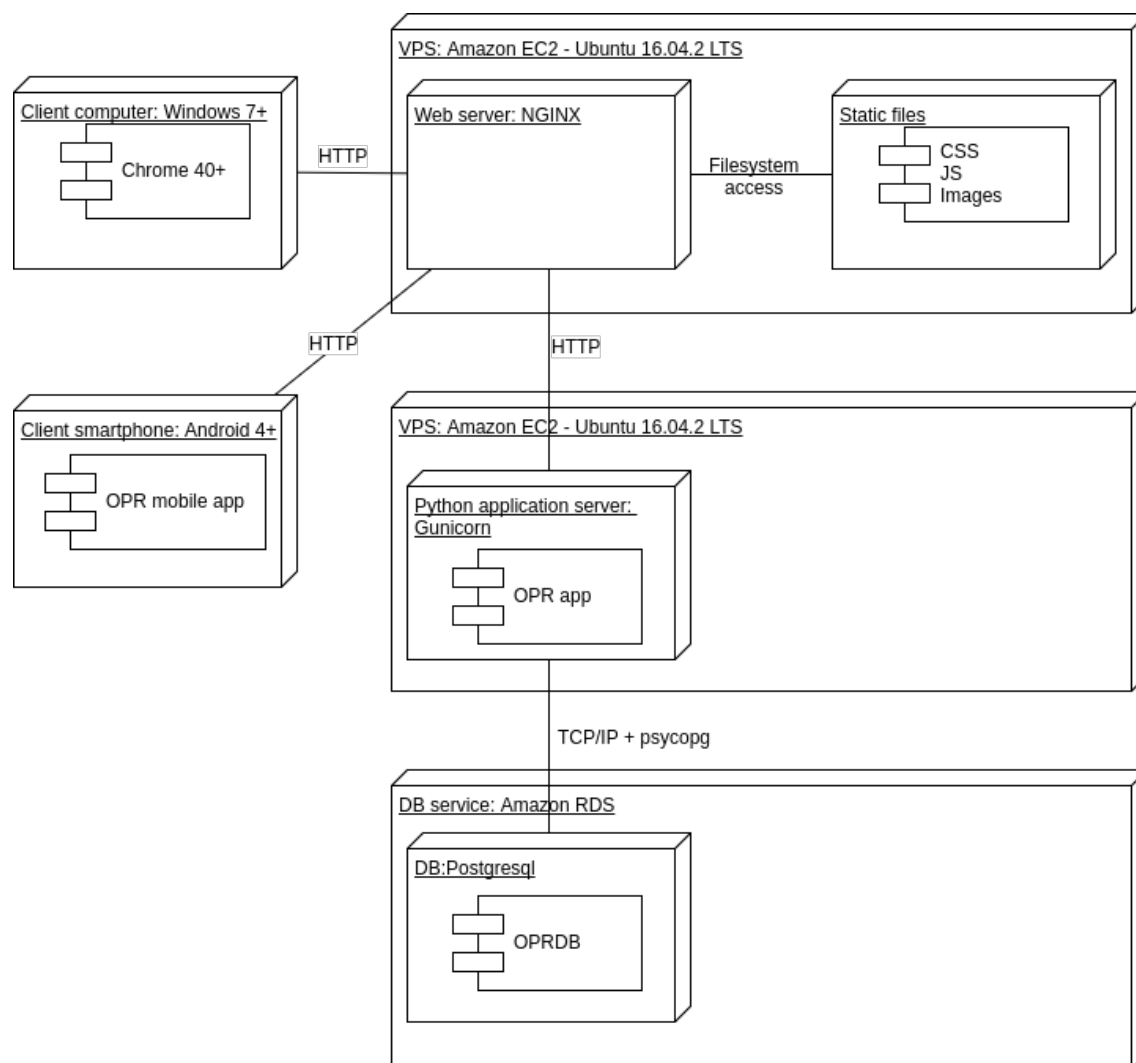 VPS: Amazon EC2 - Ubuntu 16.04.2 LTS
Client computer: Windows 7+
Chrome 40+
HTTP
Web server: NGINX
Filesystem
access
Static files
CSS
JS
Images
HTTP
HTTP
Client smartphone: Android 4+
OPR mobile app
VPS: Amazon EC2 - Ubuntu 16.04.2 LTS
Python application server:
Gunicorn
OPR app
TCP/IP + psycopg
DB service: Amazon RDS
DB:Postgresql
OPRDB